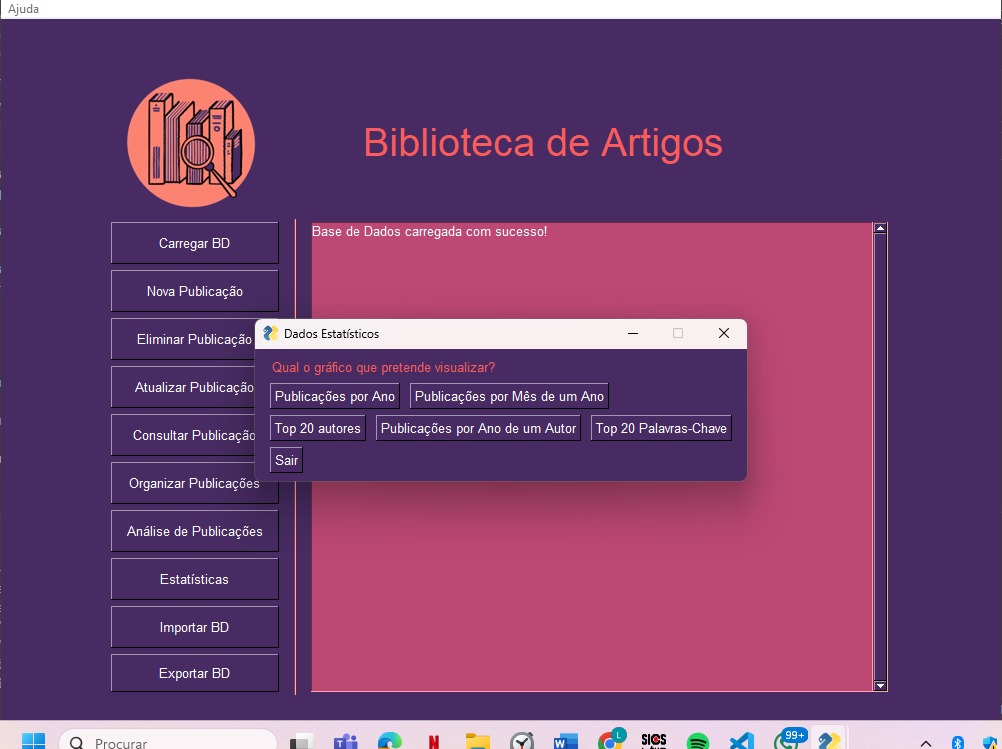 Ajuda
Biblioteca de Artigos
Carregar BD
Nova Publicação
Eliminar Publicação
Atualizar Publicação
Consultar Publicação
Organizar Publicações
Análise de Publicações
Estatísticas
Importar BD
Exportar BD
Base de Dados carregada com sucesso!
Dados Estatísticos
Qual o gráfico que pretende visualizar?
Publicações por Ano Publicações por Mês de um Ano
Top 20 autores Publicações por Ano de um Autor Top 20 Palavras-Chave
Sair
Procurar
N
W
L
SICS
99+